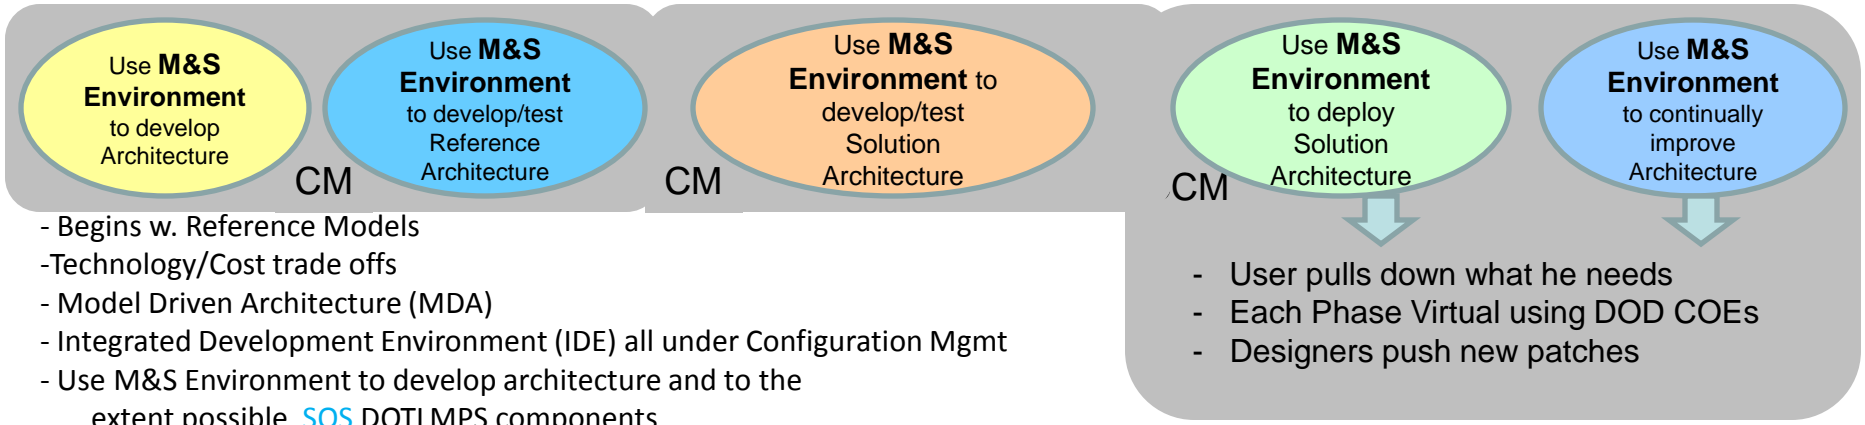 Use M&S
Environment
to develop
Architecture
CM
Use M&S
Environment
to develop/test
Reference
Architecture
CM
Use M&S
Environment to
develop/test
Solution
Architecture
CM
Use M&S
Environment
to deploy
Solution
Architecture
Use M&S
Environment
to continually
improve
Architecture
- Begins w. Reference Models
-Technology/Cost trade offs
- Model Driven Architecture (MDA)
- Integrated Development Environment (IDE) all under Configuration Mgmt
- Use M&S Environment to develop architecture and to the
extent possible SOS DOTLMPS components
- User pulls down what he needs
- Each Phase Virtual using DOD COEs
- Designers push new patches